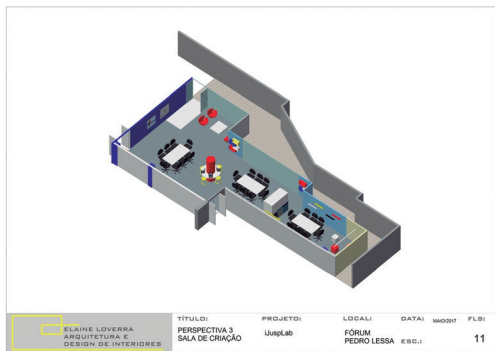 ELAINE LOVERRA
ARQUITETURA E
DESIGN DE INTERIORES
TÍTULO:
PERSPECTIVA 3
SALA DE CRIAÇÃO
PROJETO:
iJuspLab
LOCAL:
FÓRUM
PEDRO LESSA
DATA: MAIO/2017
ESC.:
FLS:
11